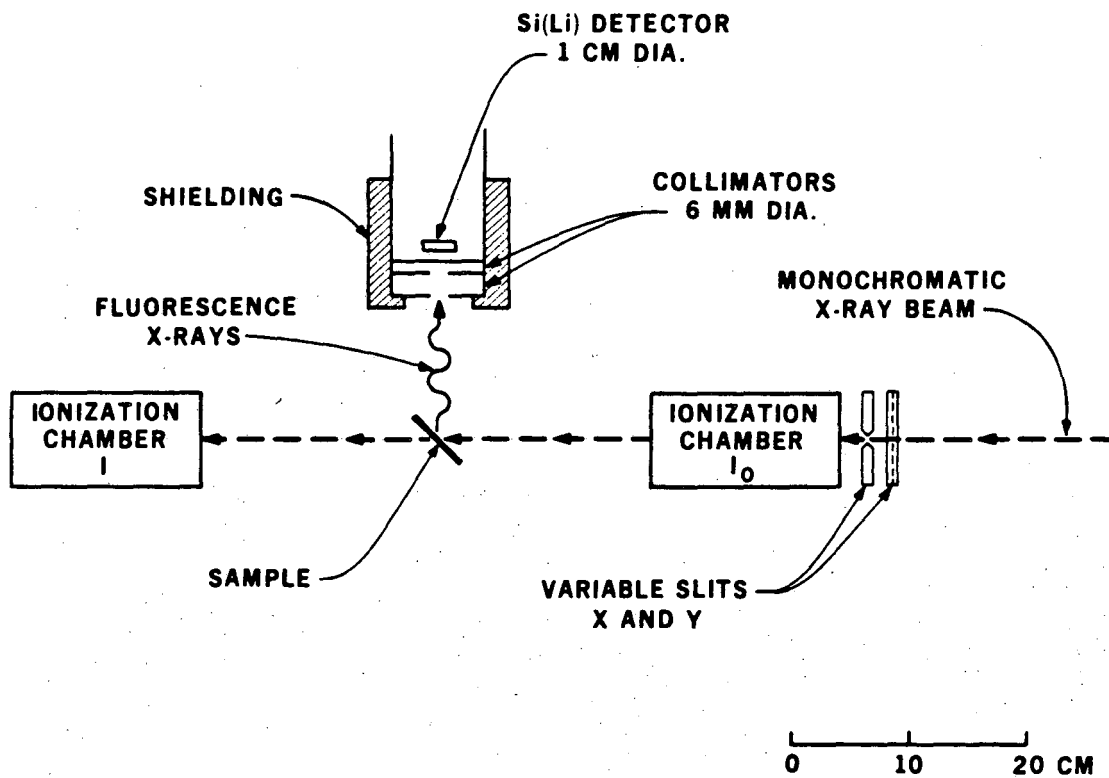 Si(Li) DETECTOR
1 CM DIA.
SHIELDING
COLLIMATORS
6 MM DIA.
MONOCHROMATIC
X-RAY BEAM
FLUORESCENCE
X-RAYS
IONIZATION
CHAMBER
I
IONIZATION
CHAMBER
I0
SAMPLE
VARIABLE SLITS
X AND Y
0 10 20 CM